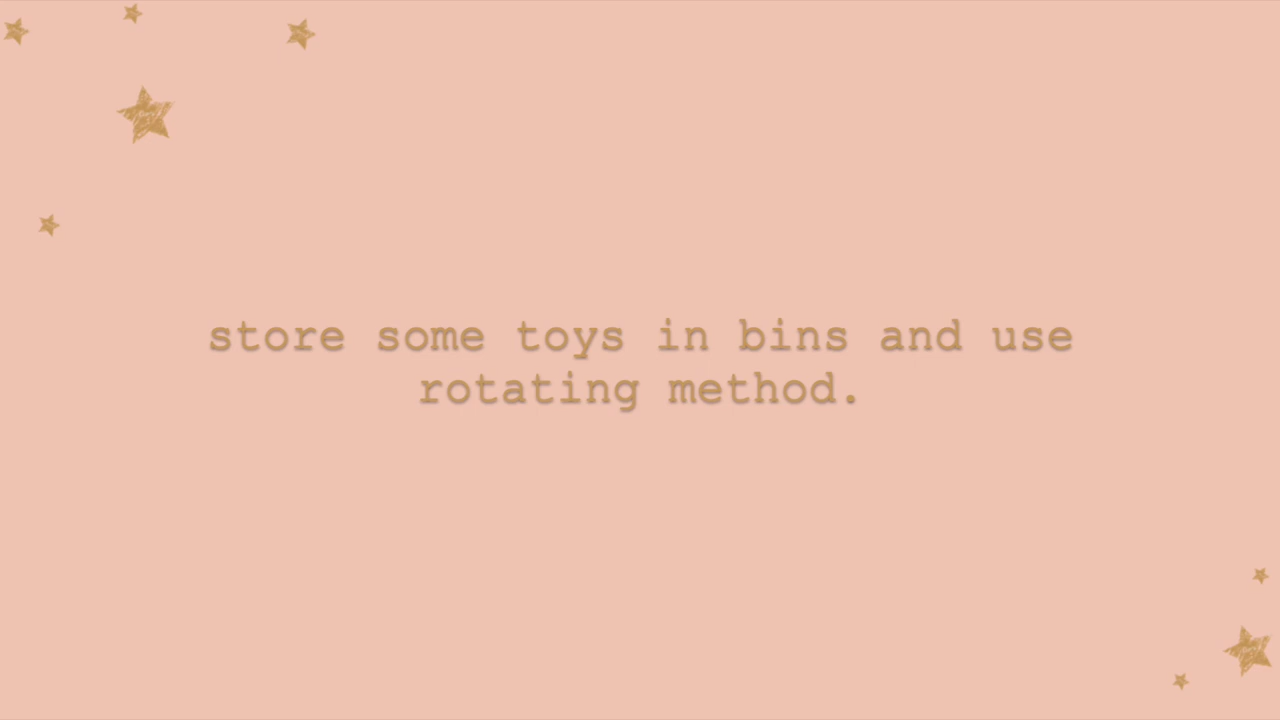 store some toys in bins and use
rotating method.